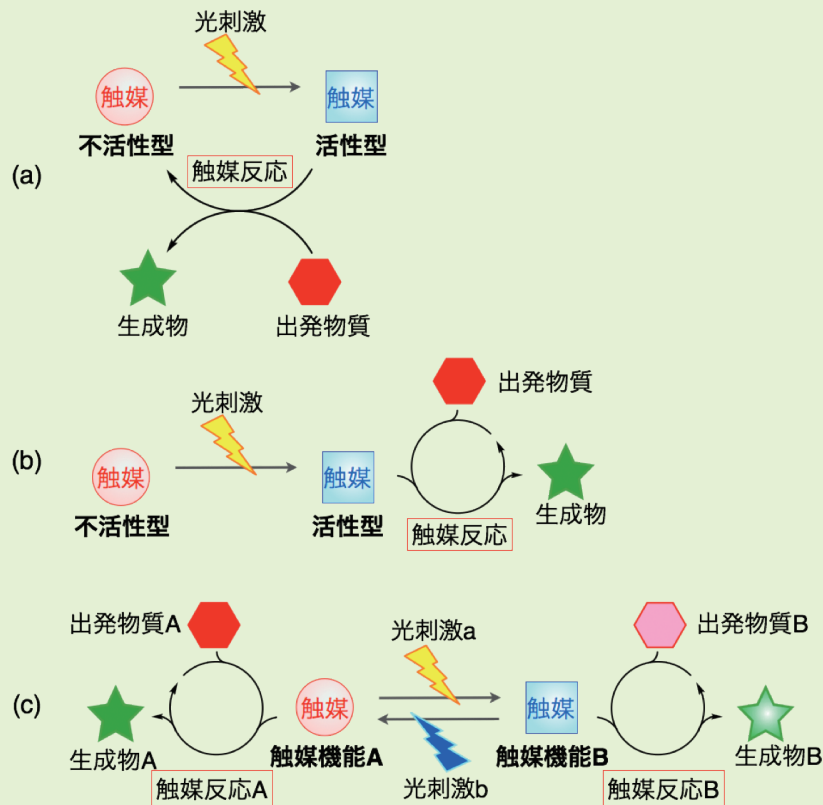 (a)
光刺激
触媒
触媒
不活性型
活性型
触媒反応
生成物
出発物質
(b)
光刺激
出発物質
触媒
触媒
不活性型
活性型
触媒反応
生成物
(c)
出発物質A
光刺激a
出発物質B
触媒
触媒
生成物A
触媒機能A
触媒機能B
生成物B
触媒反応A
光刺激b
触媒反応B